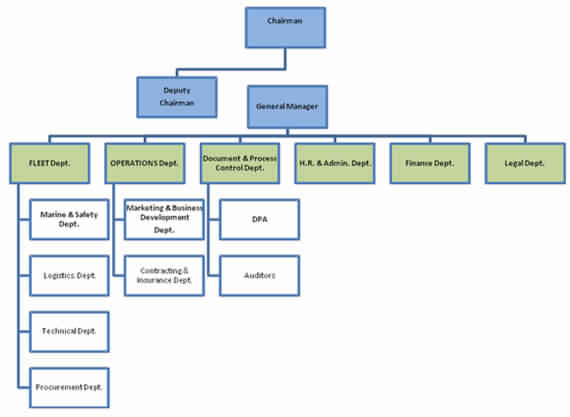 Chairman
Deputy
Chairman
General Manager
FLEET Dept.
OPERATIONS Dept.
Document & Process
Control Dept.
H.R. & Admin. Dept.
Finance Dept.
Legal Dept.
Marine & Safety
Dept.
Marketing & Business
Development
Dept.
DPA
Logistics Dept.
Contracting &
Insurance Dept.
Auditors
Technical Dept.
Procurement Dept.